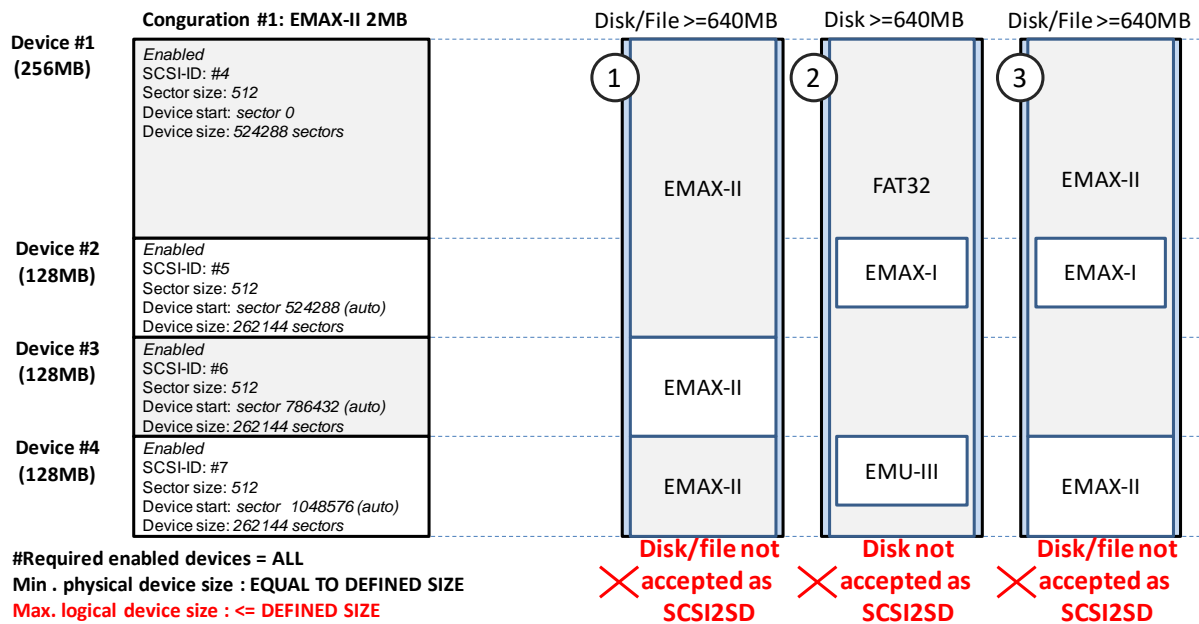 Conguration #1: EMAX-II 2MB
Disk/File >=640MB
Disk >=640MB
Disk/File >=640MB
Device #1
(256MB)
Enabled
SCSI-ID: #4
Sector size: 512
Device start: sector 0
Device size: 524288 sectors
Device #2
(128MB)
Enabled
SCSI-ID: #5
Sector size: 512
Device start: sector 524288 (auto)
Device size: 262144 sectors
Device #3
(128MB)
Enabled
SCSI-ID: #6
Sector size: 512
Device start: sector 786432 (auto)
Device size: 262144 sectors
Device #4
(128MB)
Enabled
SCSI-ID: #7
Sector size: 512
Device start: sector 1048576 (auto)
Device size: 262144 sectors
#Required enabled devices = ALL
Min . physical device size : EQUAL TO DEFINED SIZE
Max. logical device size : <= DEFINED SIZE
1
EMAX-II
EMAX-II
EMAX-II
Disk/file not
accepted as
SCSI2SD
2
FAT32
EMAX-I
EMU-III
Disk not
accepted as
SCSI2SD
3
EMAX-II
EMAX-I
EMAX-II
Disk/file not
accepted as
SCSI2SD